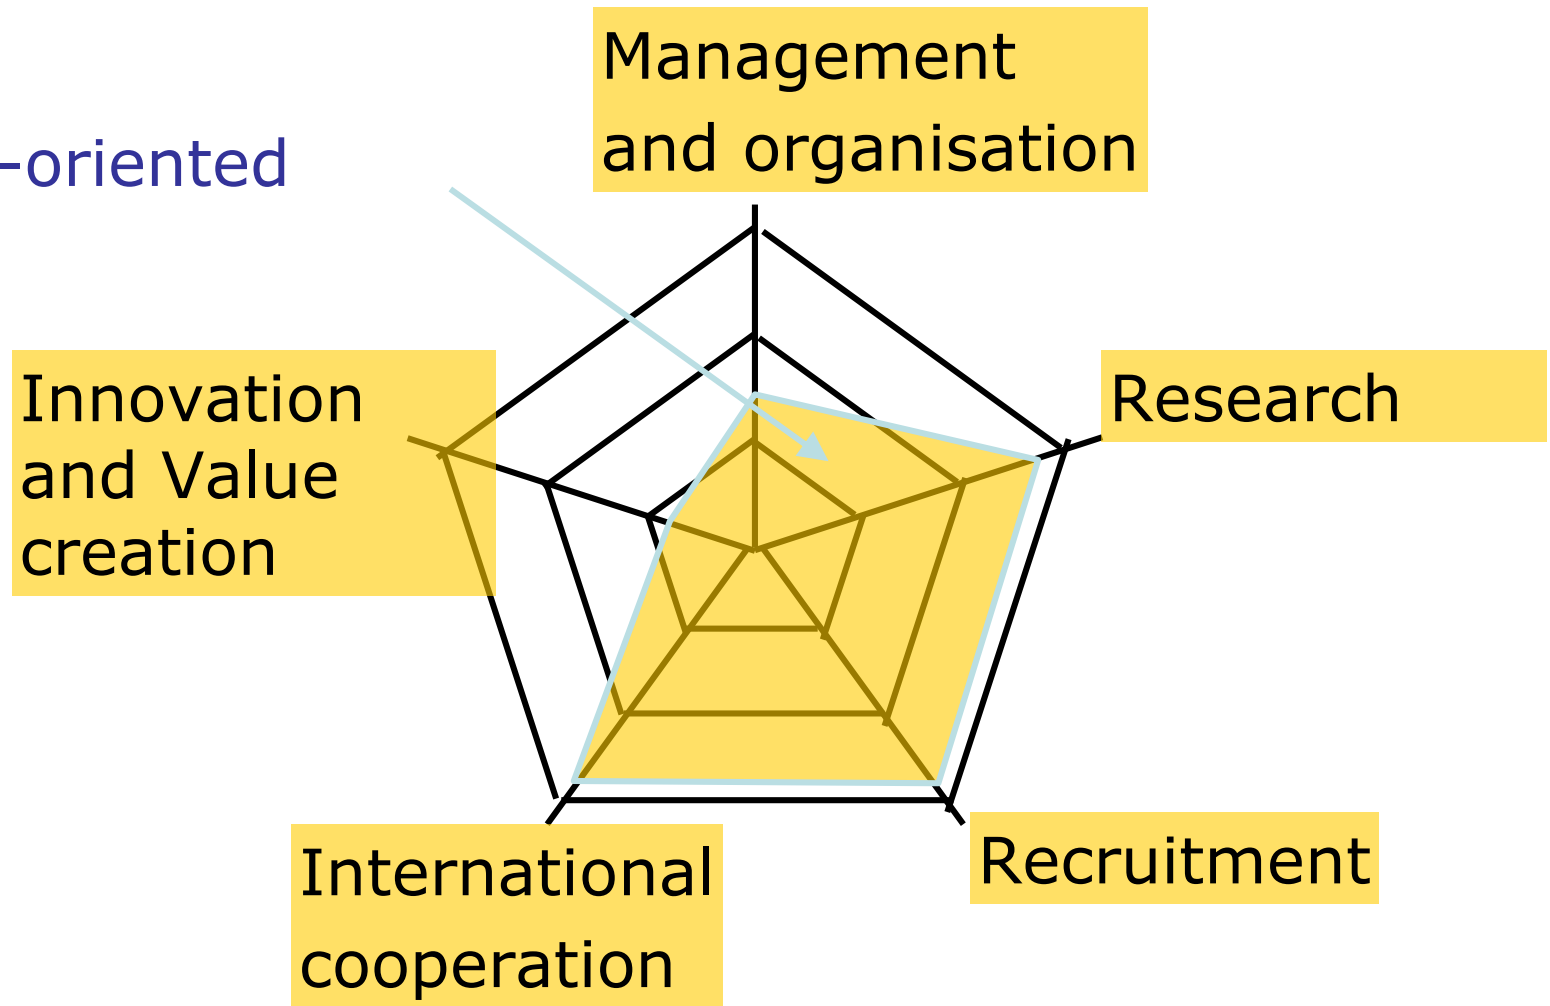 Management
and organisation
-oriented
Innovation
and Value
creation
Research
International
cooperation
Recruitment